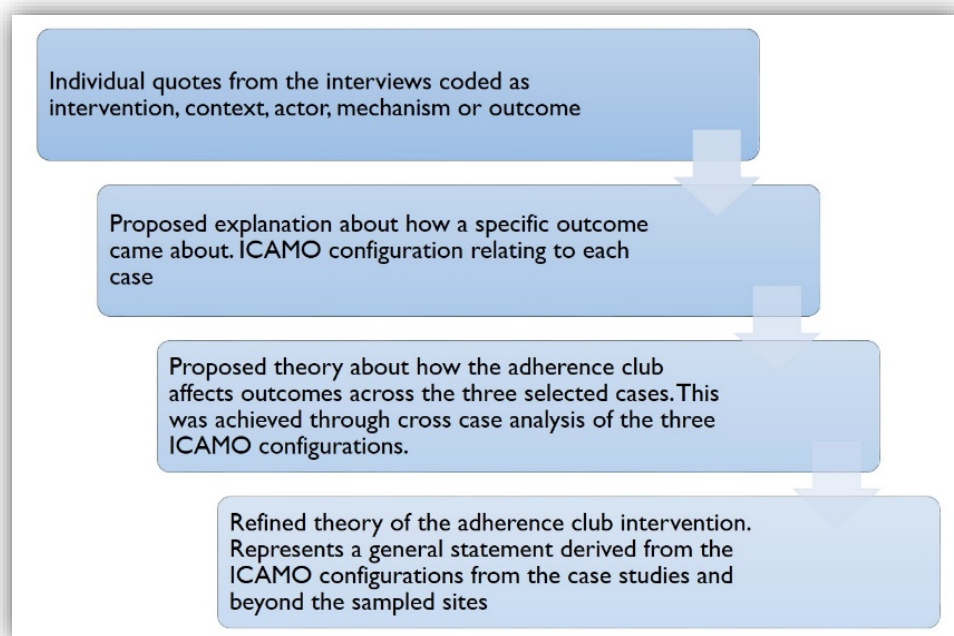 Individual quotes from the interviews coded as
intervention, context, actor, mechanism or outcome
Proposed explanation about how a specific outcome
came about. ICAMO configuration relating to each
case
Proposed theory about how the adherence club
affects outcomes across the three selected cases. This
was achieved through cross case analysis of the three
ICAMO configurations.
Refined theory of the adherence club intervention.
Represents a general statement derived from the
ICAMO configurations from the case studies and
beyond the sampled sites